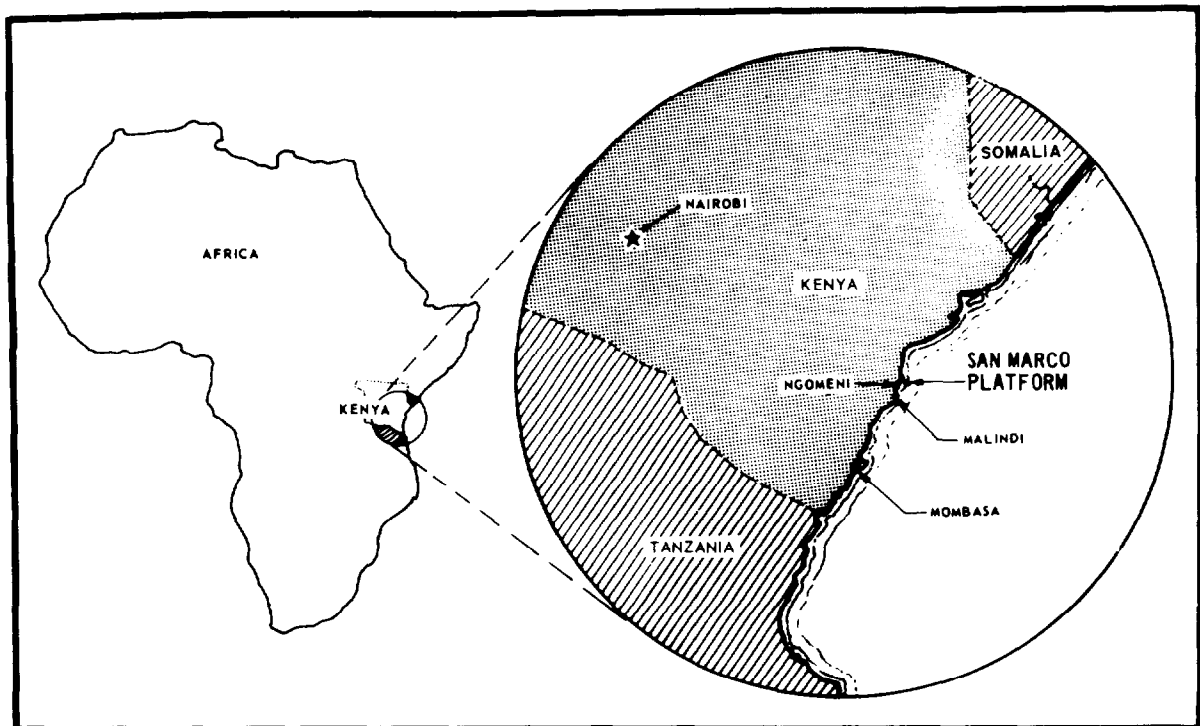 AFRICA
KENYA
SOMALIA
NAIROBI
KENYA
NGOMENI
SAN MARCO
PLATFORM
MALINDI
MOMBASA
TANZANIA